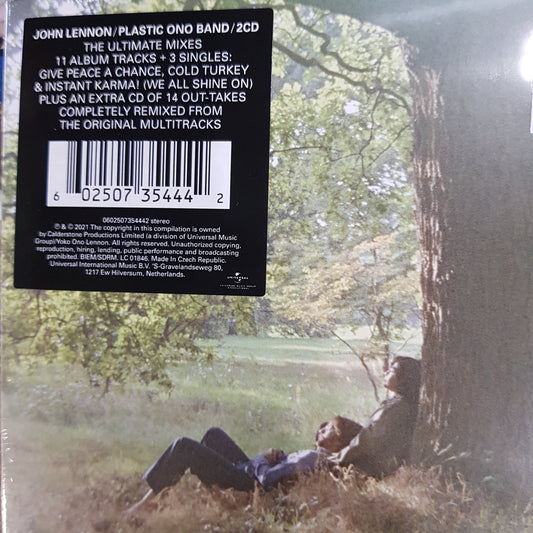 JOHN LENNON/PLASTIC ONO BAND/2CD
THE ULTIMATE MIXES
11 ALBUM TRACKS + 3 SINGLES:
GIVE PEACE A CHANCE, COLD TURKEY
& INSTANT KARMA! (WE ALL SHINE ON)
PLUS AN EXTRA CD OF 14 OUT-TAKES
COMPLETELY REMIXED FROM
THE ORIGINAL MULTITRACKS
6 02507 35444 2
0602507354442 stereo
℗ & © 2021 The copyright in this compilation is owned
by Calderstone Productions Limited (a division of Universal Music
Group)/Yoko Ono Lennon. All rights reserved. Unauthorized copying,
reproduction, hiring, lending, public performance and broadcasting
prohibited. BIEM/SDRM. LC 01846. Made In Czech Republic.
Universal International Music B.V. 'S-Gravelandseweg 80,
1217 Ew Hilversum, Netherlands.
UNIVERSAL